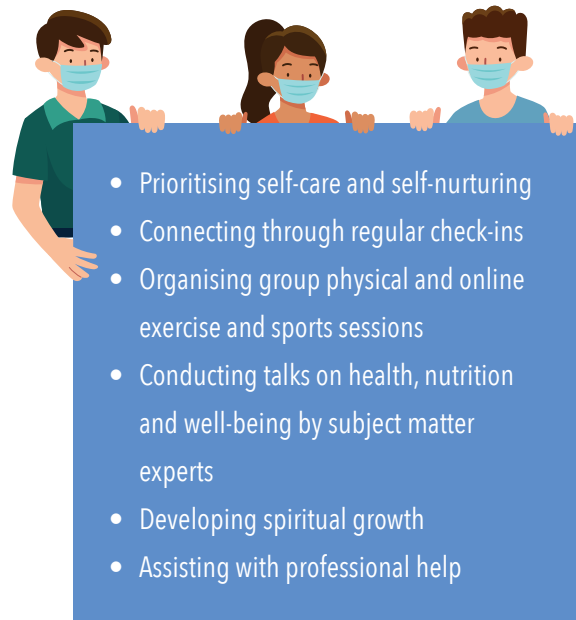 • Prioritising self-care and self-nurturing
• Connecting through regular check-ins
• Organising group physical and online
exercise and sports sessions
• Conducting talks on health, nutrition
and well-being by subject matter
experts
• Developing spiritual growth
• Assisting with professional help